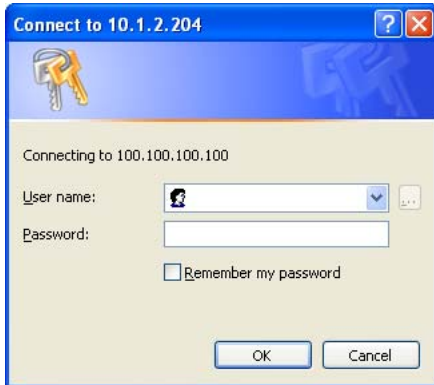 Connect to 10.1.2.204
?
Connecting to 100.100.100.100
User name:
...
Password:
Remember my password
OK Cancel